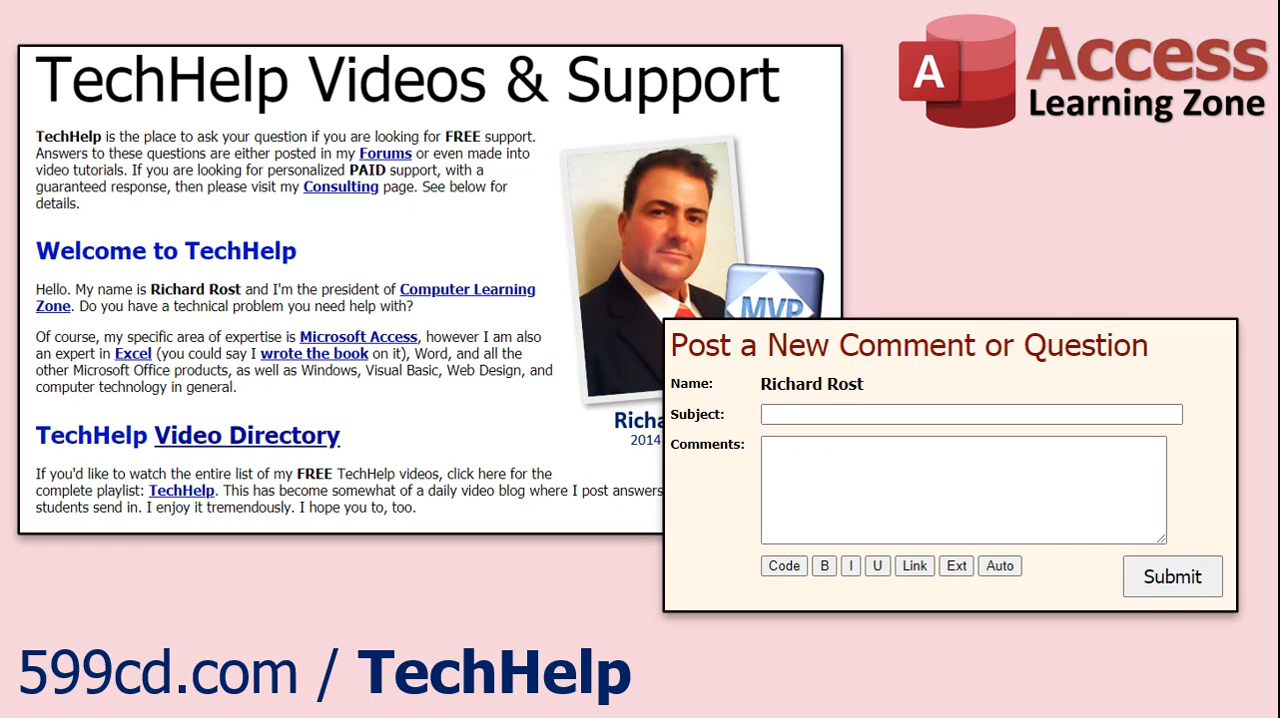 TechHelp Videos & Support
TechHelp is the place to ask your question if you are looking for FREE support.
Answers to these questions are either posted in my Forums or even made into
video tutorials. If you are looking for personalized PAID support, with a
guaranteed response, then please visit my Consulting page. See below for
details.
Welcome to TechHelp
Hello. My name is Richard Rost and I'm the president of Computer Learning
Zone. Do you have a technical problem you need help with?
Of course, my specific area of expertise is Microsoft Access, however I am also
an expert in Excel (you could say I wrote the book on it), Word, and all the
other Microsoft Office products, as well as Windows, Visual Basic, Web Design, and
computer technology in general.
TechHelp Video Directory
If you'd like to watch the entire list of my FREE TechHelp videos, click here for the
complete playlist: TechHelp. This has become somewhat of a daily video blog where I post answers
students send in. I enjoy it tremendously. I hope you to, too.
MVP
Richa
2014
A
Access
Learning Zone
Post a New Comment or Question
Name: Richard Rost
Subject:
Comments:
Code B I U Link Ext Auto
Submit
599cd.com / TechHelp